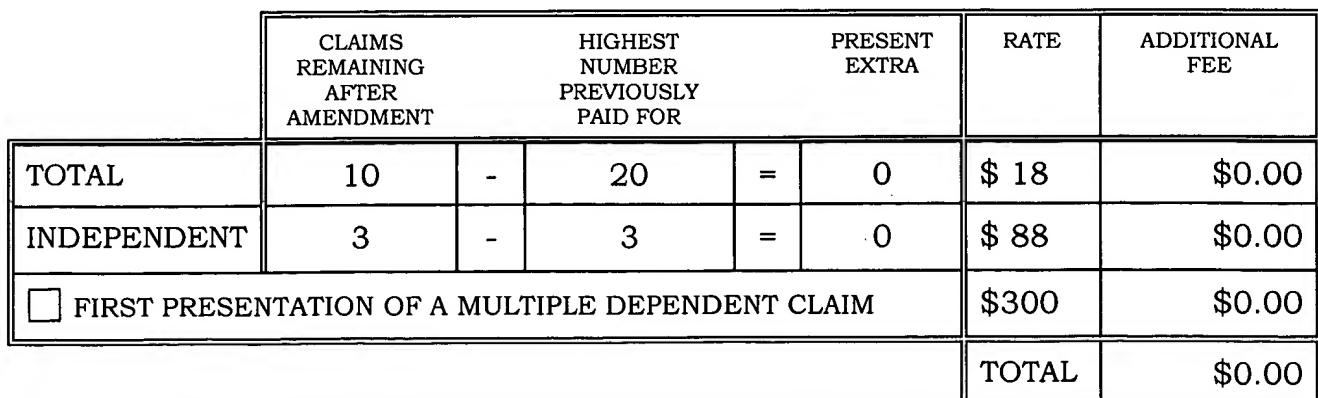 CLAIMS REMAINING AFTER AMENDMENT HIGHEST NUMBER PREVIOUSLY PAID FOR PRESENT EXTRA RATE ADDITIONAL FEE
TOTAL 10 - 20 = 0 $ 18 $0.00
INDEPENDENT 3 - 3 = 0 $ 88 $0.00
FIRST PRESENTATION OF A MULTIPLE DEPENDENT CLAIM $300 $0.00
TOTAL $0.00